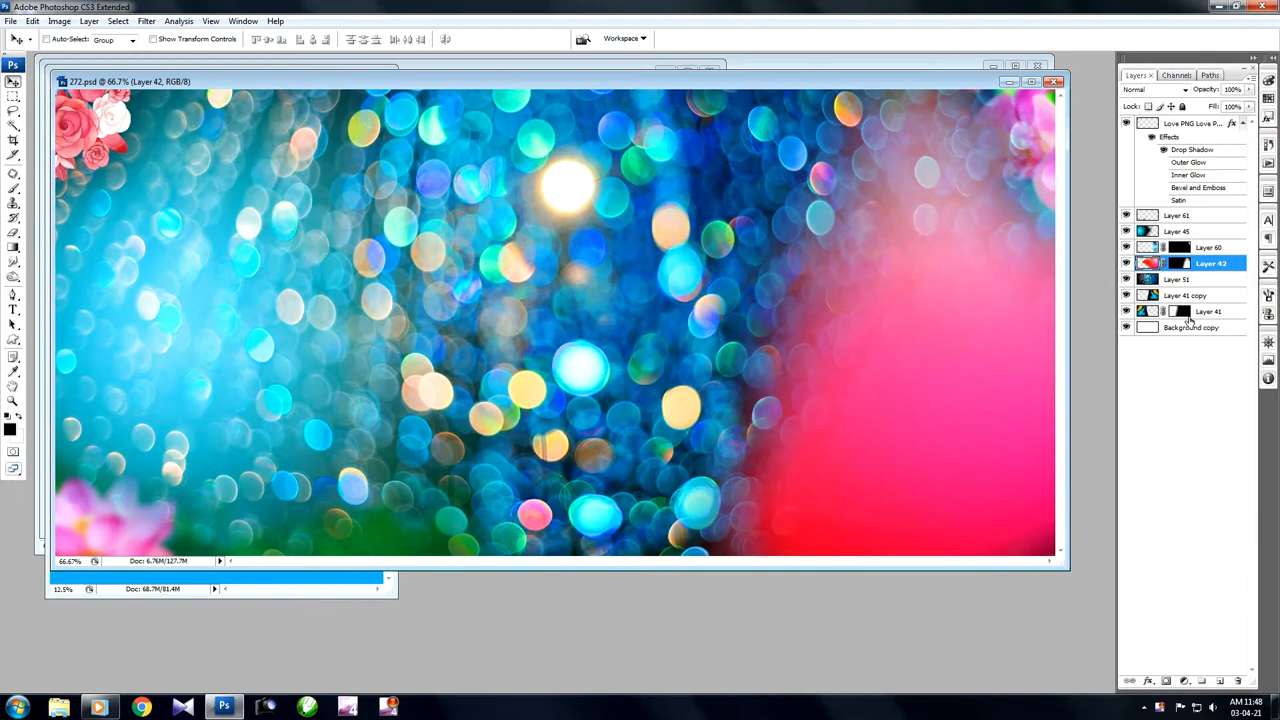 Adobe Photoshop CS3 Extended
File Edit Image Layer Select Filter Analysis View Window Help
Auto-Select: Group Show Transform Controls Workspace
272.psd @ 66.7% (Layer 42, RGB/8)
66.67% Doc: 6.76M/127.7M
12.5% Doc: 68.7M/81.4M
Layers Channels Paths
Normal Opacity: 100%
Lock: Fill: 100%
Love PNG Love P... fx
Effects
Drop Shadow
Outer Glow
Inner Glow
Bevel and Emboss
Satin
Layer 61
Layer 45
Layer 60
Layer 42
Layer 51
Layer 41 copy
Layer 41
Background copy
AM 11:48
03-04-21